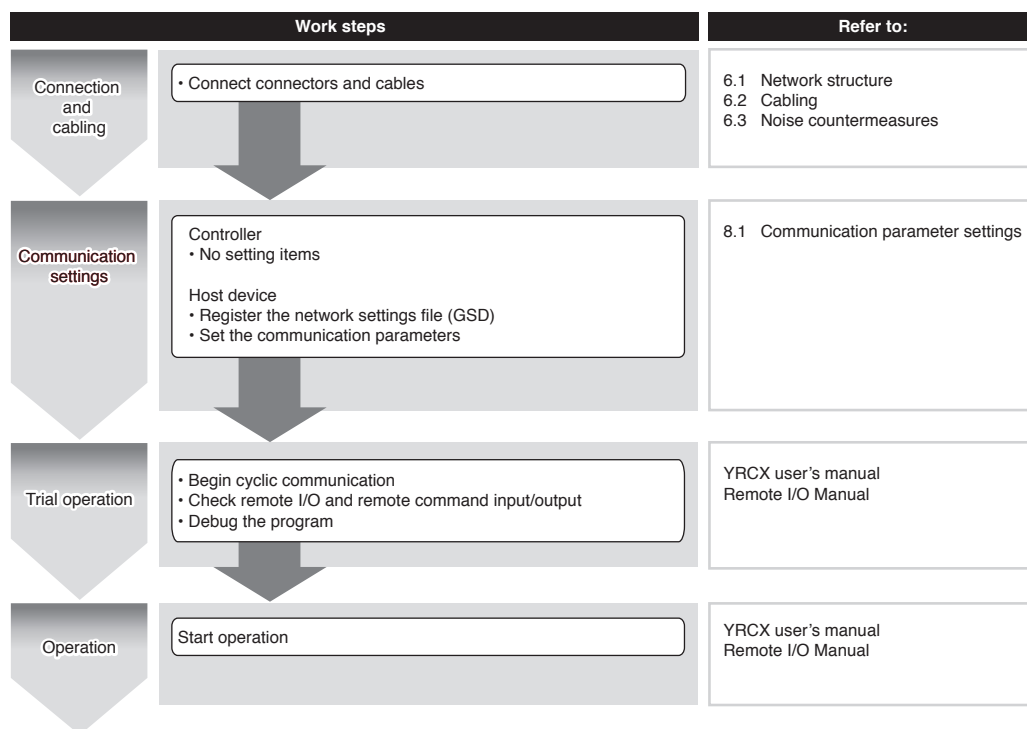 Work steps
Refer to:
Connection
and
cabling
• Connect connectors and cables
6.1 Network structure
6.2 Cabling
6.3 Noise countermeasures
Communication
settings
Controller
• No setting items
Host device
• Register the network settings file (GSD)
• Set the communication parameters
8.1 Communication parameter settings
Trial operation
• Begin cyclic communication
• Check remote I/O and remote command input/output
• Debug the program
YRCX user's manual
Remote I/O Manual
Operation
Start operation
YRCX user's manual
Remote I/O Manual